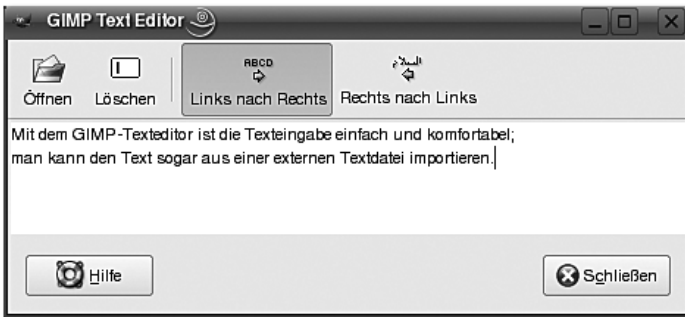 GIMP Text Editor
ABCD
السلام
Öffnen Löschen Links nach Rechts Rechts nach Links
Mit dem GIMP-Texteditor ist die Texteingabe einfach und komfortabel;
man kann den Text sogar aus einer externen Textdatei importieren.
Hilfe Schließen